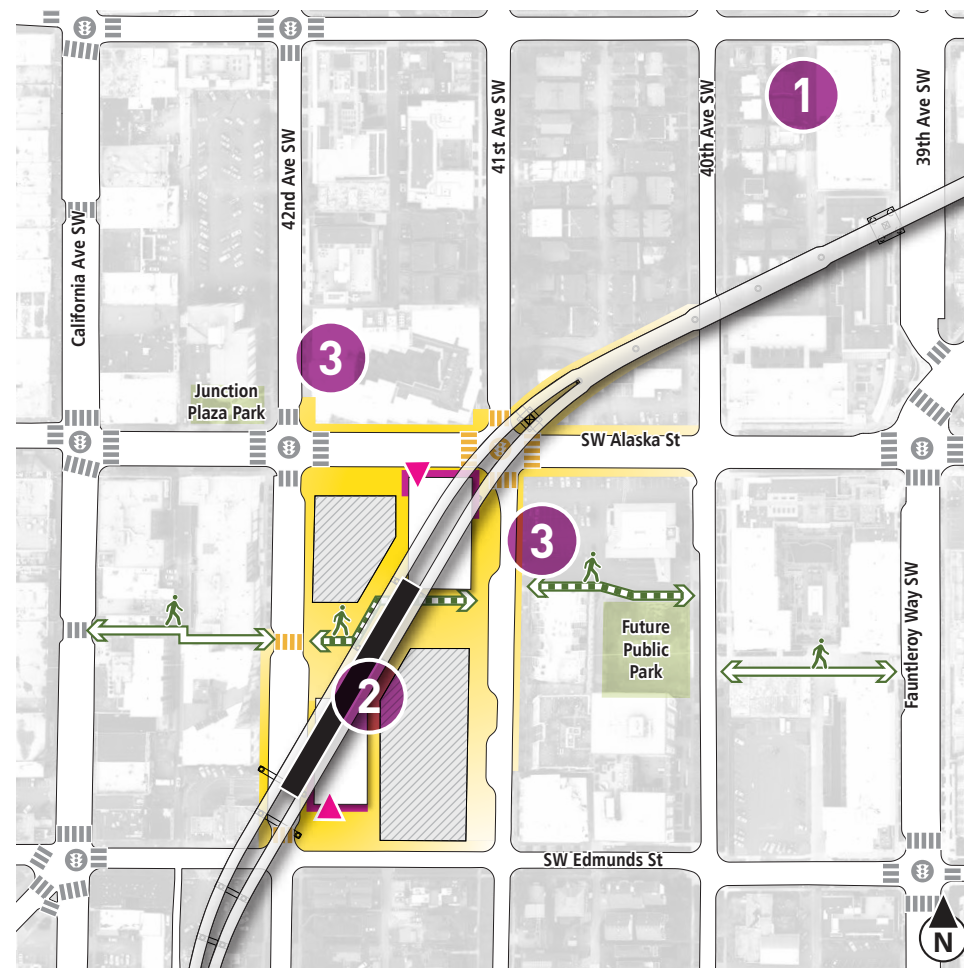 1
39th Ave SW
40th Ave SW
41st Ave SW
42nd Ave SW
California Ave SW
3
Junction
Plaza Park
SW Alaska St
3
Future
Public
Park
Fauntleroy Way SW
2
SW Edmunds St
N